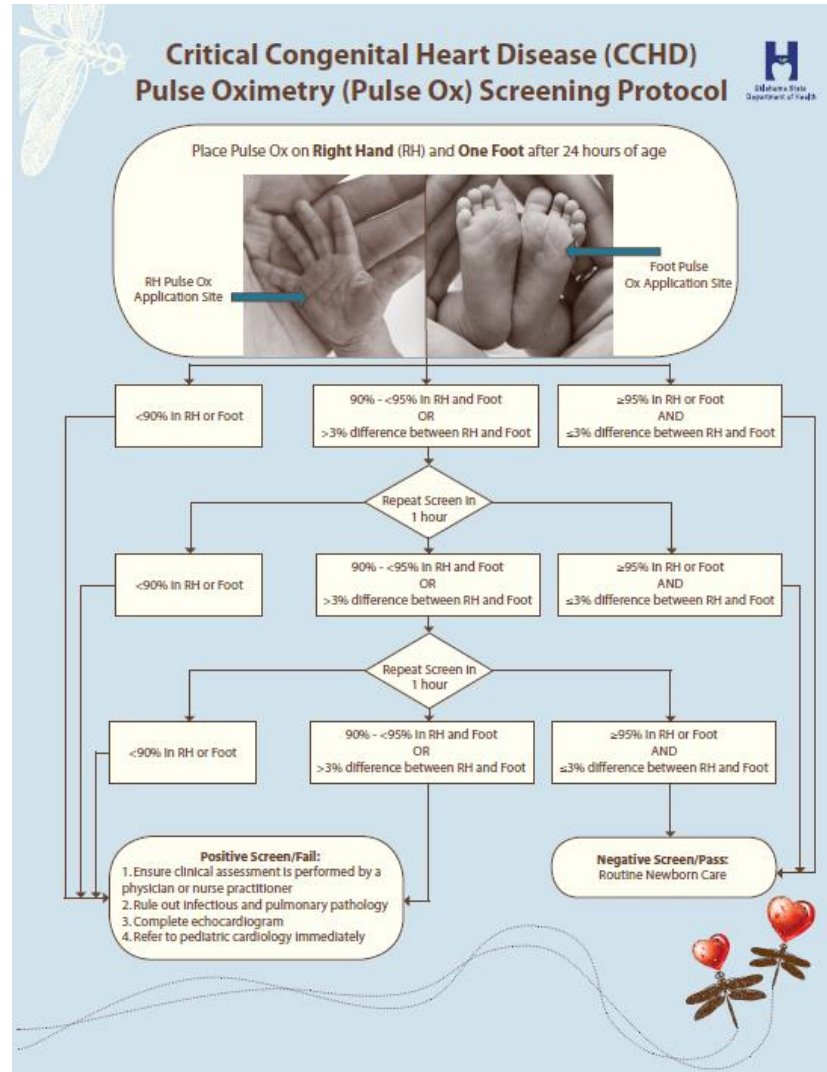 Critical Congenital Heart Disease (CCHD)
Pulse Oximetry (Pulse Ox) Screening Protocol
Oklahoma State
Department of Health
Place Pulse Ox on Right Hand (RH) and One Foot after 24 hours of age
RH Pulse Ox
Application Site
Foot Pulse
Ox Application Site
<90% in RH or Foot
90% - <95% in RH and Foot
OR
>3% difference between RH and Foot
≥95% in RH or Foot
AND
≤3% difference between RH and Foot
Repeat Screen in
1 hour
<90% in RH or Foot
90% - <95% in RH and Foot
OR
>3% difference between RH and Foot
≥95% in RH or Foot
AND
≤3% difference between RH and Foot
Repeat Screen in
1 hour
<90% in RH or Foot
90% - <95% in RH and Foot
OR
>3% difference between RH and Foot
≥95% in RH or Foot
AND
≤3% difference between RH and Foot
Positive Screen/Fail:
1. Ensure clinical assessment is performed by a
physician or nurse practitioner
2. Rule out infectious and pulmonary pathology
3. Complete echocardiogram
4. Refer to pediatric cardiology immediately
Negative Screen/Pass:
Routine Newborn Care